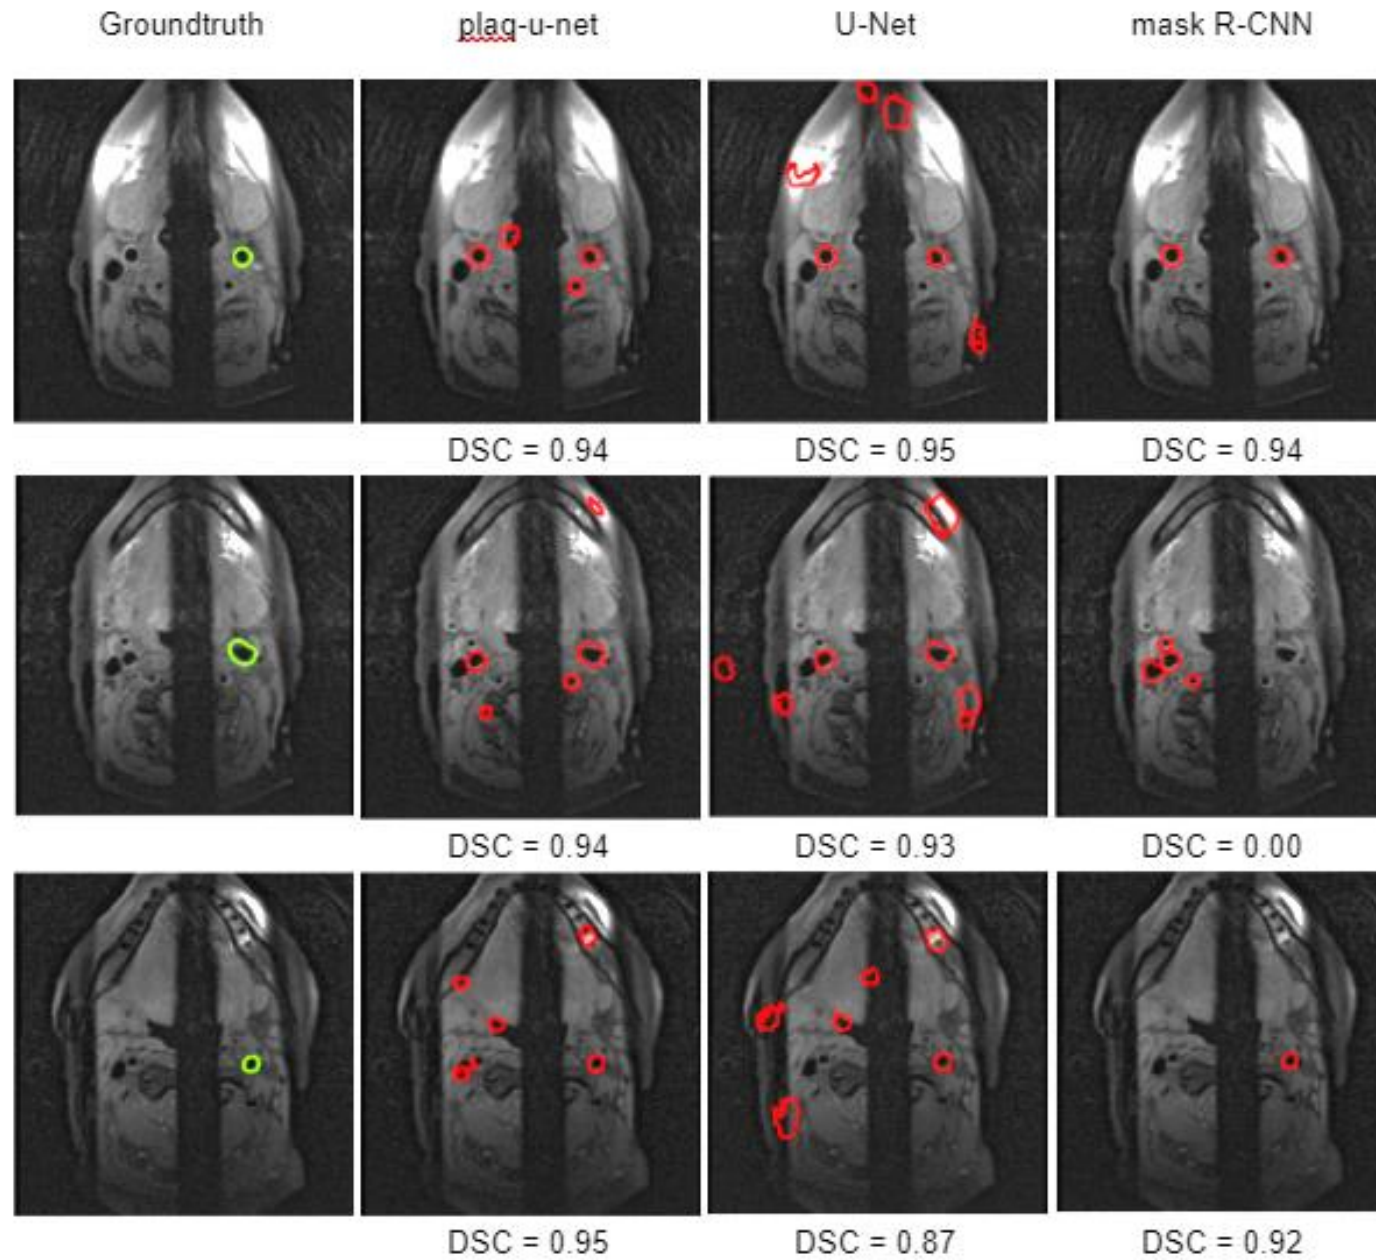 Groundtruth plaq-u-net U-Net mask R-CNN
DSC = 0.94 DSC = 0.95 DSC = 0.94
DSC = 0.94 DSC = 0.93 DSC = 0.00
DSC = 0.95 DSC = 0.87 DSC = 0.92